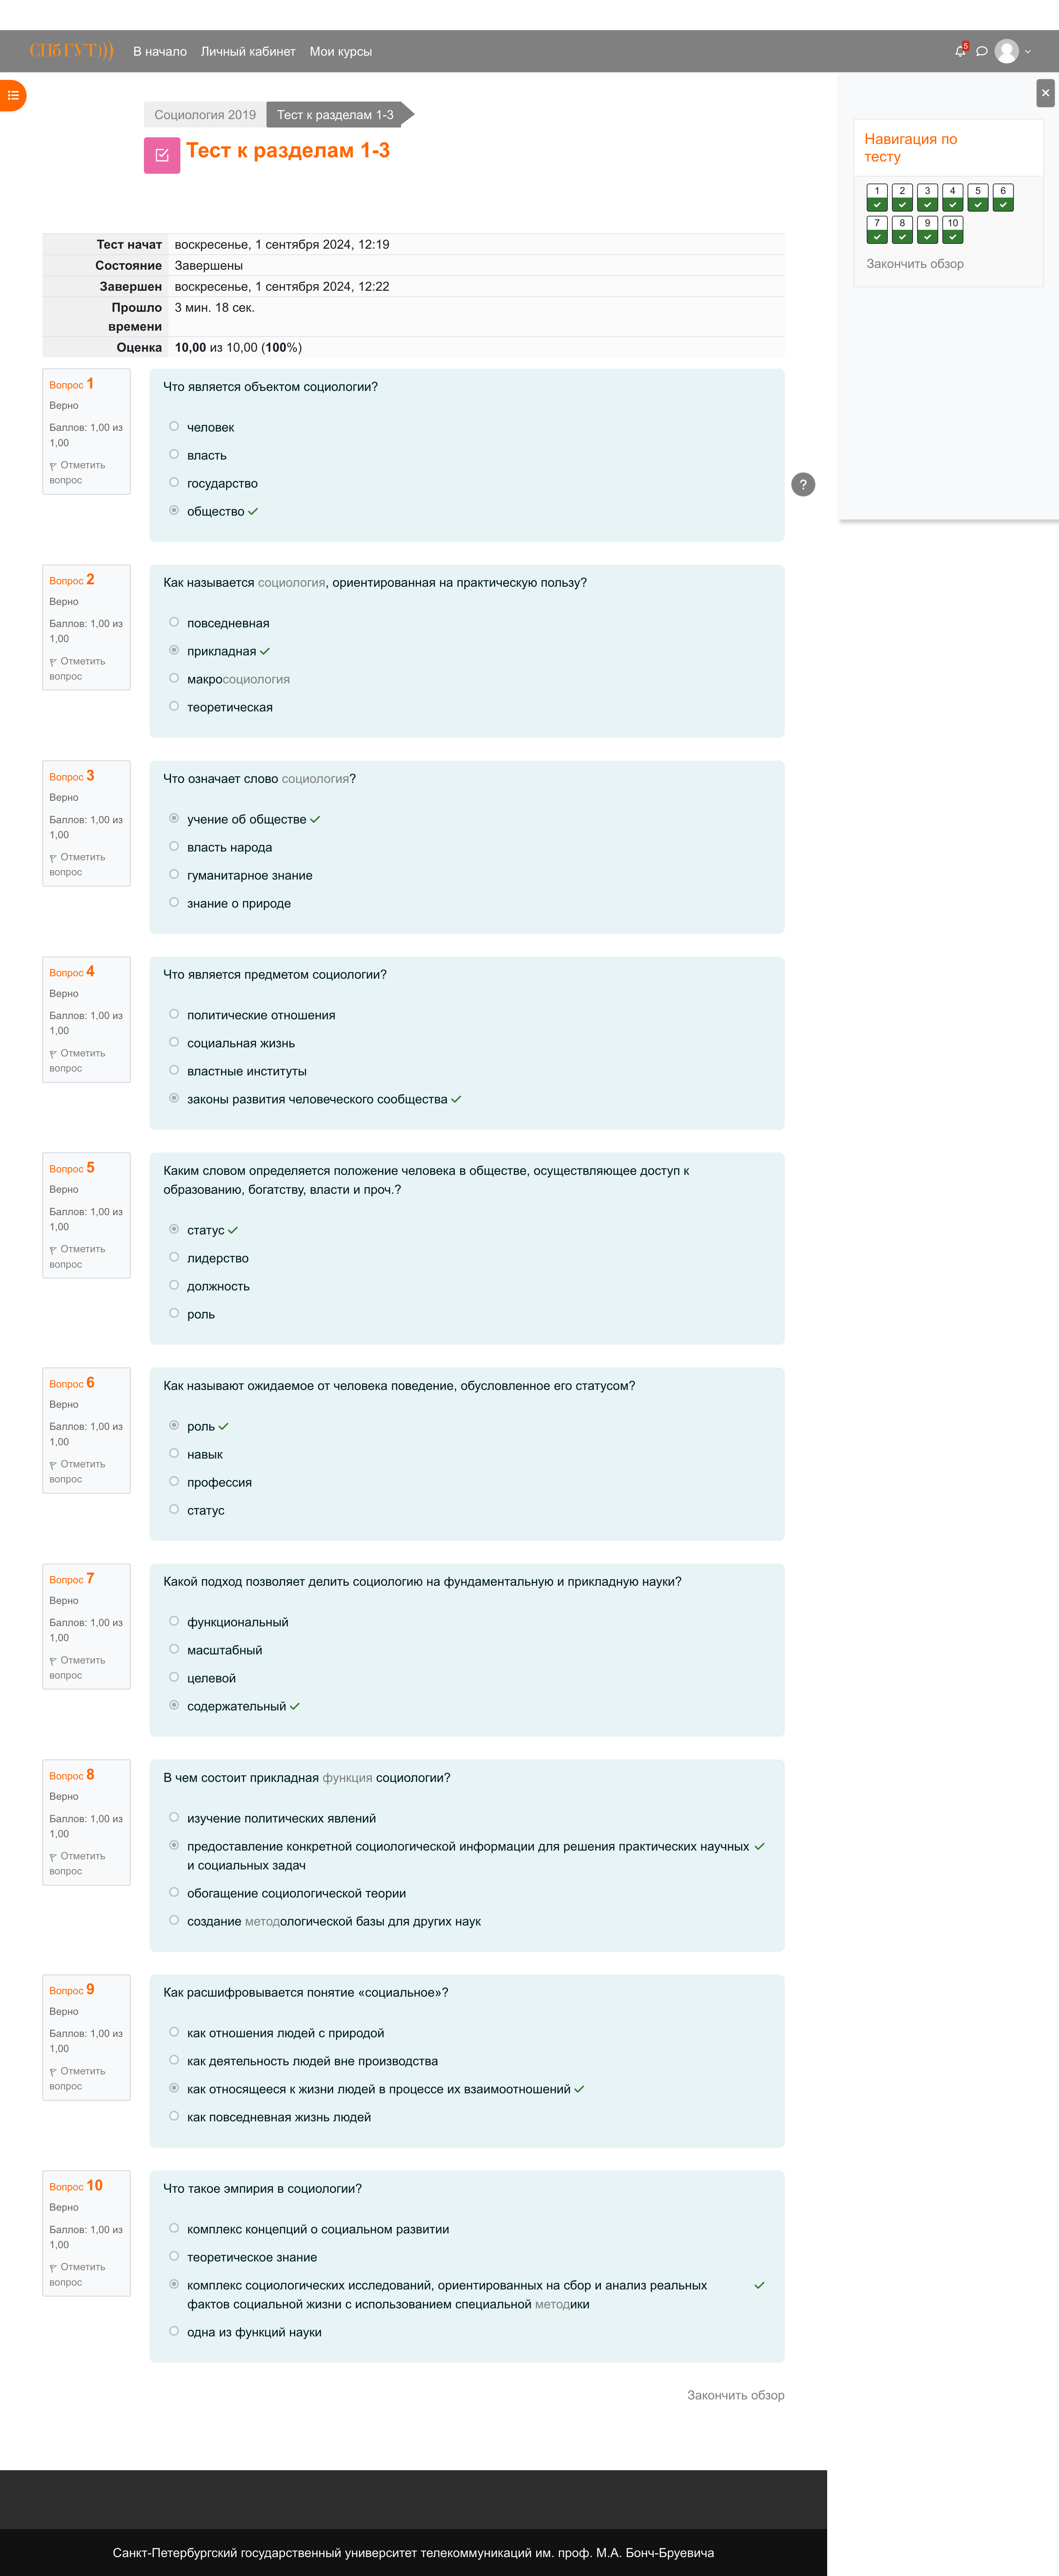 СПбГУТ)))
В начало
Личный кабинет
Мои курсы
5
Социология 2019
Тест к разделам 1-3
Тест к разделам 1-3
Тест начат воскресенье, 1 сентября 2024, 12:19
Состояние Завершены
Завершен воскресенье, 1 сентября 2024, 12:22
Прошло 3 мин. 18 сек.
времени
Оценка 10,00 из 10,00 (100%)
Вопрос 1
Верно
Баллов: 1,00 из
1,00
Отметить
вопрос
Что является объектом социологии?
человек
власть
государство
общество
Вопрос 2
Верно
Баллов: 1,00 из
1,00
Отметить
вопрос
Как называется социология, ориентированная на практическую пользу?
повседневная
прикладная
макросоциология
теоретическая
Вопрос 3
Верно
Баллов: 1,00 из
1,00
Отметить
вопрос
Что означает слово социология?
учение об обществе
власть народа
гуманитарное знание
знание о природе
Вопрос 4
Верно
Баллов: 1,00 из
1,00
Отметить
вопрос
Что является предметом социологии?
политические отношения
социальная жизнь
властные институты
законы развития человеческого сообщества
Вопрос 5
Верно
Баллов: 1,00 из
1,00
Отметить
вопрос
Каким словом определяется положение человека в обществе, осуществляющее доступ к
образованию, богатству, власти и проч.?
статус
лидерство
должность
роль
Вопрос 6
Верно
Баллов: 1,00 из
1,00
Отметить
вопрос
Как называют ожидаемое от человека поведение, обусловленное его статусом?
роль
навык
профессия
статус
Вопрос 7
Верно
Баллов: 1,00 из
1,00
Отметить
вопрос
Какой подход позволяет делить социологию на фундаментальную и прикладную науки?
функциональный
масштабный
целевой
содержательный
Вопрос 8
Верно
Баллов: 1,00 из
1,00
Отметить
вопрос
В чем состоит прикладная функция социологии?
изучение политических явлений
предоставление конкретной социологической информации для решения практических научных
и социальных задач
обогащение социологической теории
создание методологической базы для других наук
Вопрос 9
Верно
Баллов: 1,00 из
1,00
Отметить
вопрос
Как расшифровывается понятие «социальное»?
как отношения людей с природой
как деятельность людей вне производства
как относящееся к жизни людей в процессе их взаимоотношений
как повседневная жизнь людей
Вопрос 10
Верно
Баллов: 1,00 из
1,00
Отметить
вопрос
Что такое эмпирия в социологии?
комплекс концепций о социальном развитии
теоретическое знание
комплекс социологических исследований, ориентированных на сбор и анализ реальных
фактов социальной жизни с использованием специальной методики
одна из функций науки
Закончить обзор
?
Навигация по
тесту
1 2 3 4 5 6
7 8 9 10
Закончить обзор
Санкт-Петербургский государственный университет телекоммуникаций им. проф. М.А. Бонч-Бруевича